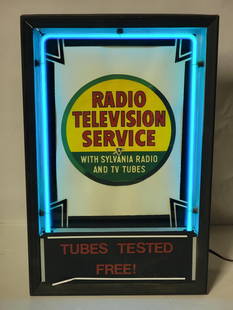 RADIO
TELEVISION
SERVICE
WITH SYLVANIA RADIO
AND TV TUBES
TUBES TESTED
FREE!